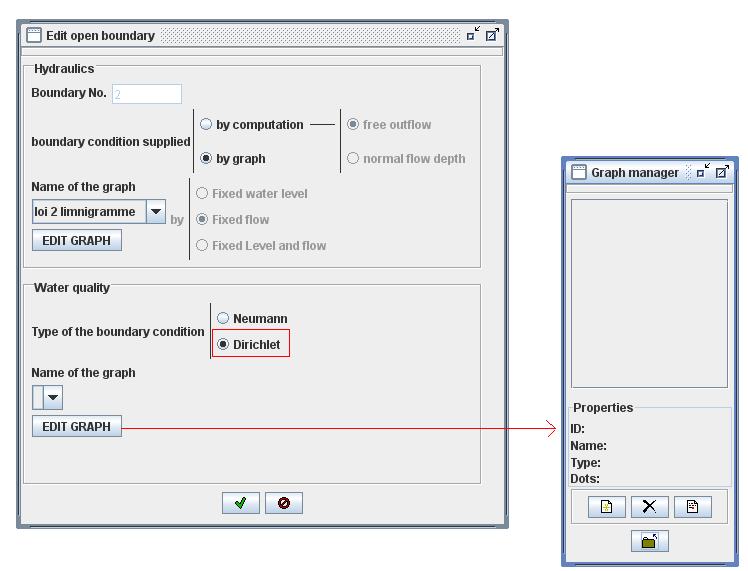 Edit open boundary
Hydraulics
Boundary No. 2
boundary condition supplied
by computation
by graph
free outflow
normal flow depth
Name of the graph
loi 2 limnigramme
by
Fixed water level
Fixed flow
Fixed Level and flow
EDIT GRAPH
Water quality
Type of the boundary condition
Neumann
Dirichlet
Name of the graph
EDIT GRAPH
Graph manager
Properties
ID:
Name:
Type:
Dots: